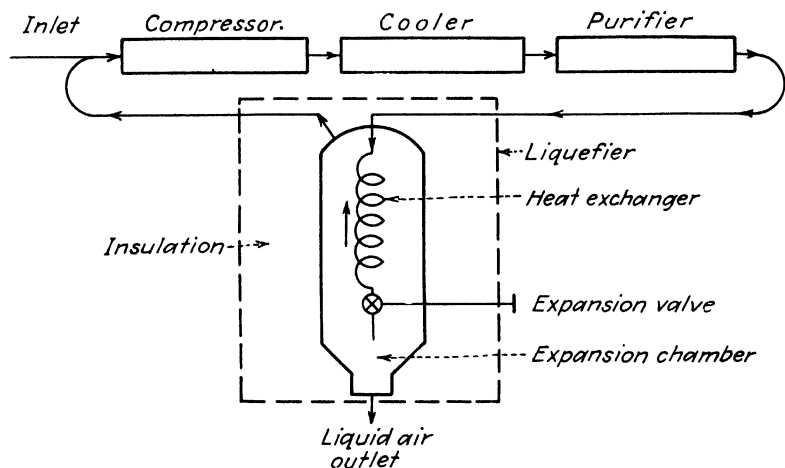 Inlet
Compressor.
Cooler
Purifier
Liquefier
Heat exchanger
Insulation
Expansion valve
Expansion chamber
Liquid air
outlet